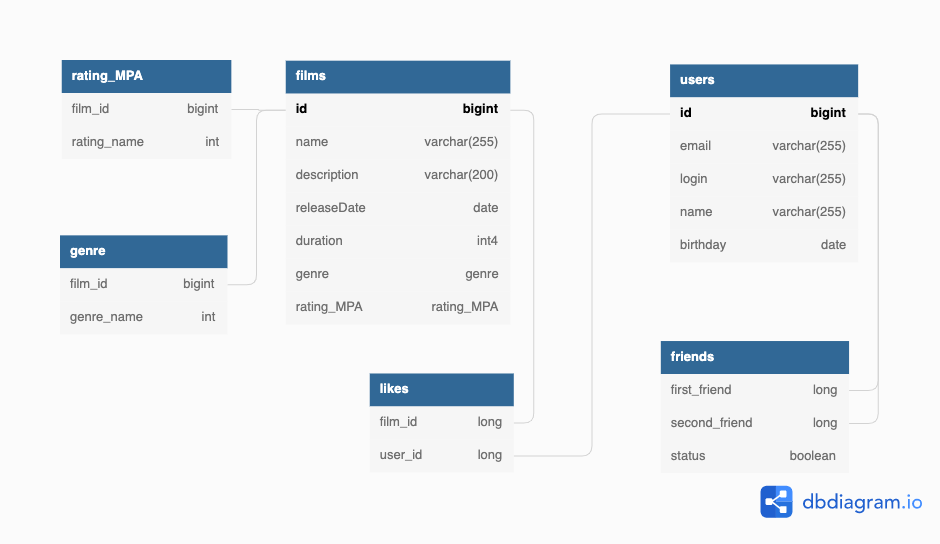 rating_MPA
film_id bigint
rating_name int
genre
film_id bigint
genre_name int
films
id bigint
name varchar(255)
description varchar(200)
releaseDate date
duration int4
genre genre
rating_MPA rating_MPA
likes
film_id long
user_id long
users
id bigint
email varchar(255)
login varchar(255)
name varchar(255)
birthday date
friends
first_friend long
second_friend long
status boolean
dbdiagram.io